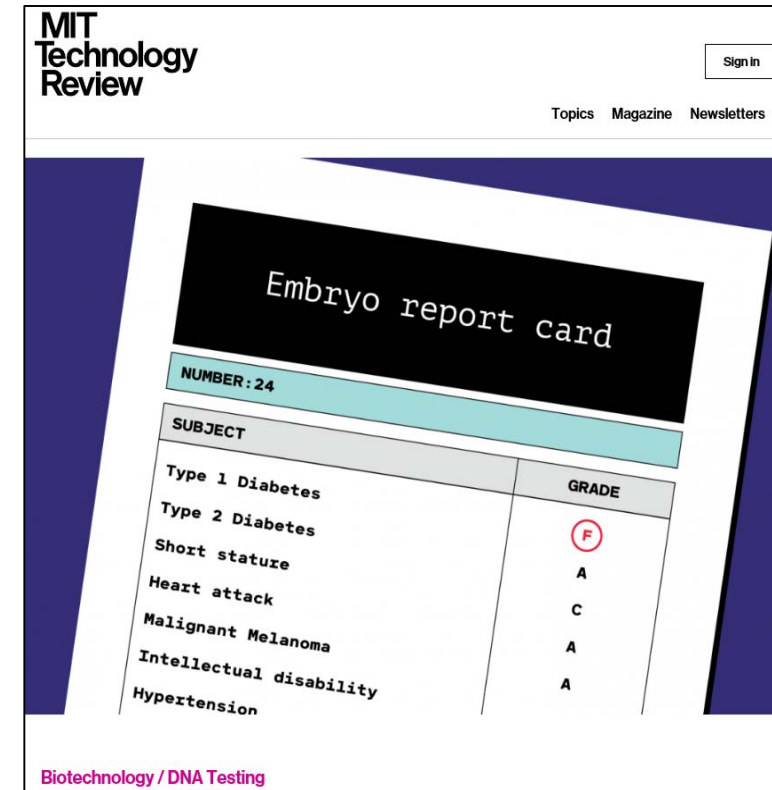 MIT
Technology
Review
Sign in
Topics Magazine Newsletters
Embryo report card
NUMBER:24
SUBJECT GRADE
Type 1 Diabetes F
Type 2 Diabetes A
Short stature C
Heart attack A
Malignant Melanoma A
Intellectual disability
Hypertension
Biotechnology / DNA Testing